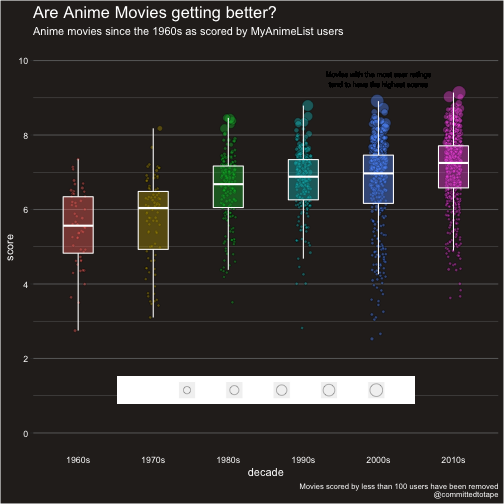 Are Anime Movies getting better?
Anime movies since the 1960s as scored by MyAnimeList users
10
Movies with the most user ratings
tend to have the highest scores
8
6
score
4
2
0
1960s 1970s 1980s 1990s 2000s 2010s
decade
Movies scored by less than 100 users have been removed
@committedtotape